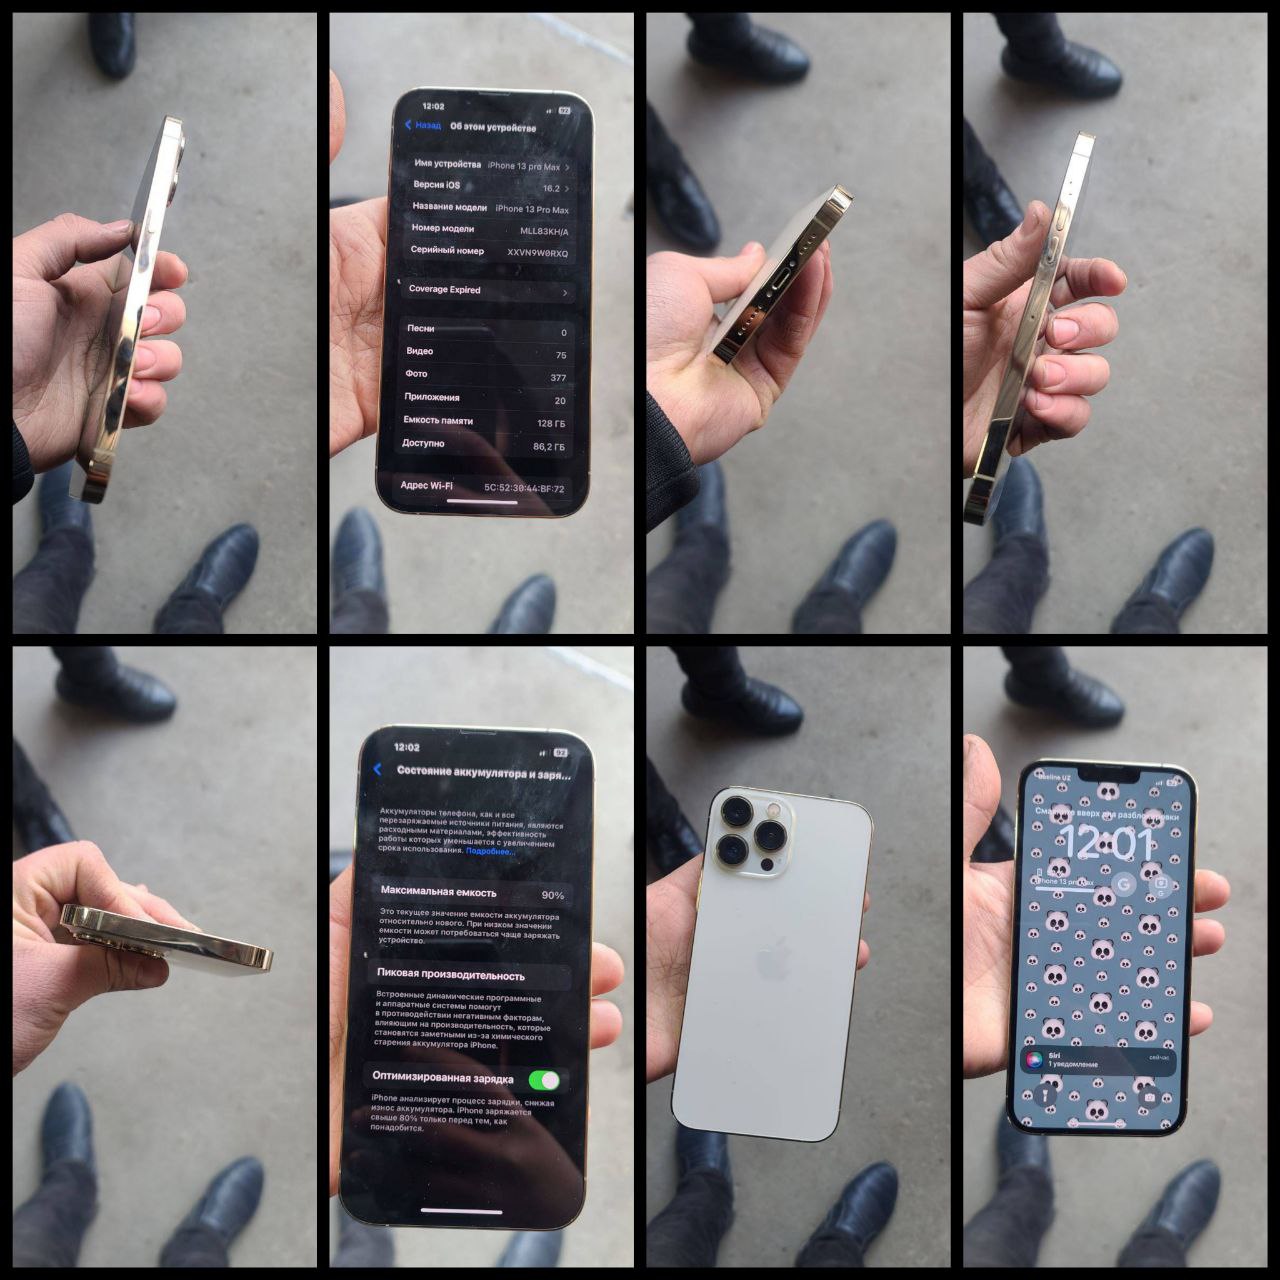 12:02
92
Назад
Об этом устройстве
Имя устройства iPhone 13 pro Max
Версия iOS 16.2
Название модели iPhone 13 Pro Max
Номер модели MLL83KH/A
Серийный номер XXVN9W0RXQ
Coverage Expired
Песни 0
Видео 75
Фото 377
Приложения 20
Емкость памяти 128 ГБ
Доступно 86,2 ГБ
Адрес Wi-Fi 5C:52:30:44:BF:72
12:02
92
Состояние аккумулятора и заря...
Аккумуляторы телефона, как и все
перезаряжаемые источники питания, являются
расходными материалами, эффективность
работы которых уменьшается с увеличением
срока использования. Подробнее...
Максимальная емкость 90%
Это текущее значение емкости аккумулятора
относительно нового. При низком значении
емкости может потребоваться чаще заряжать
устройство.
Пиковая производительность
Встроенные динамические программные
и аппаратные системы помогут
в противодействии негативным факторам,
влияющим на производительность, которые
становятся заметными из-за химического
старения аккумулятора iPhone.
Оптимизированная зарядка
iPhone анализирует процесс зарядки, снижая
износ аккумулятора. iPhone заряжается
свыше 80% только перед тем, как
понадобится.
Beeline UZ
Смахните вверх для разблокировки
12:01
iPhone 13 pro Max
G
G
Siri
сейчас
1 уведомление